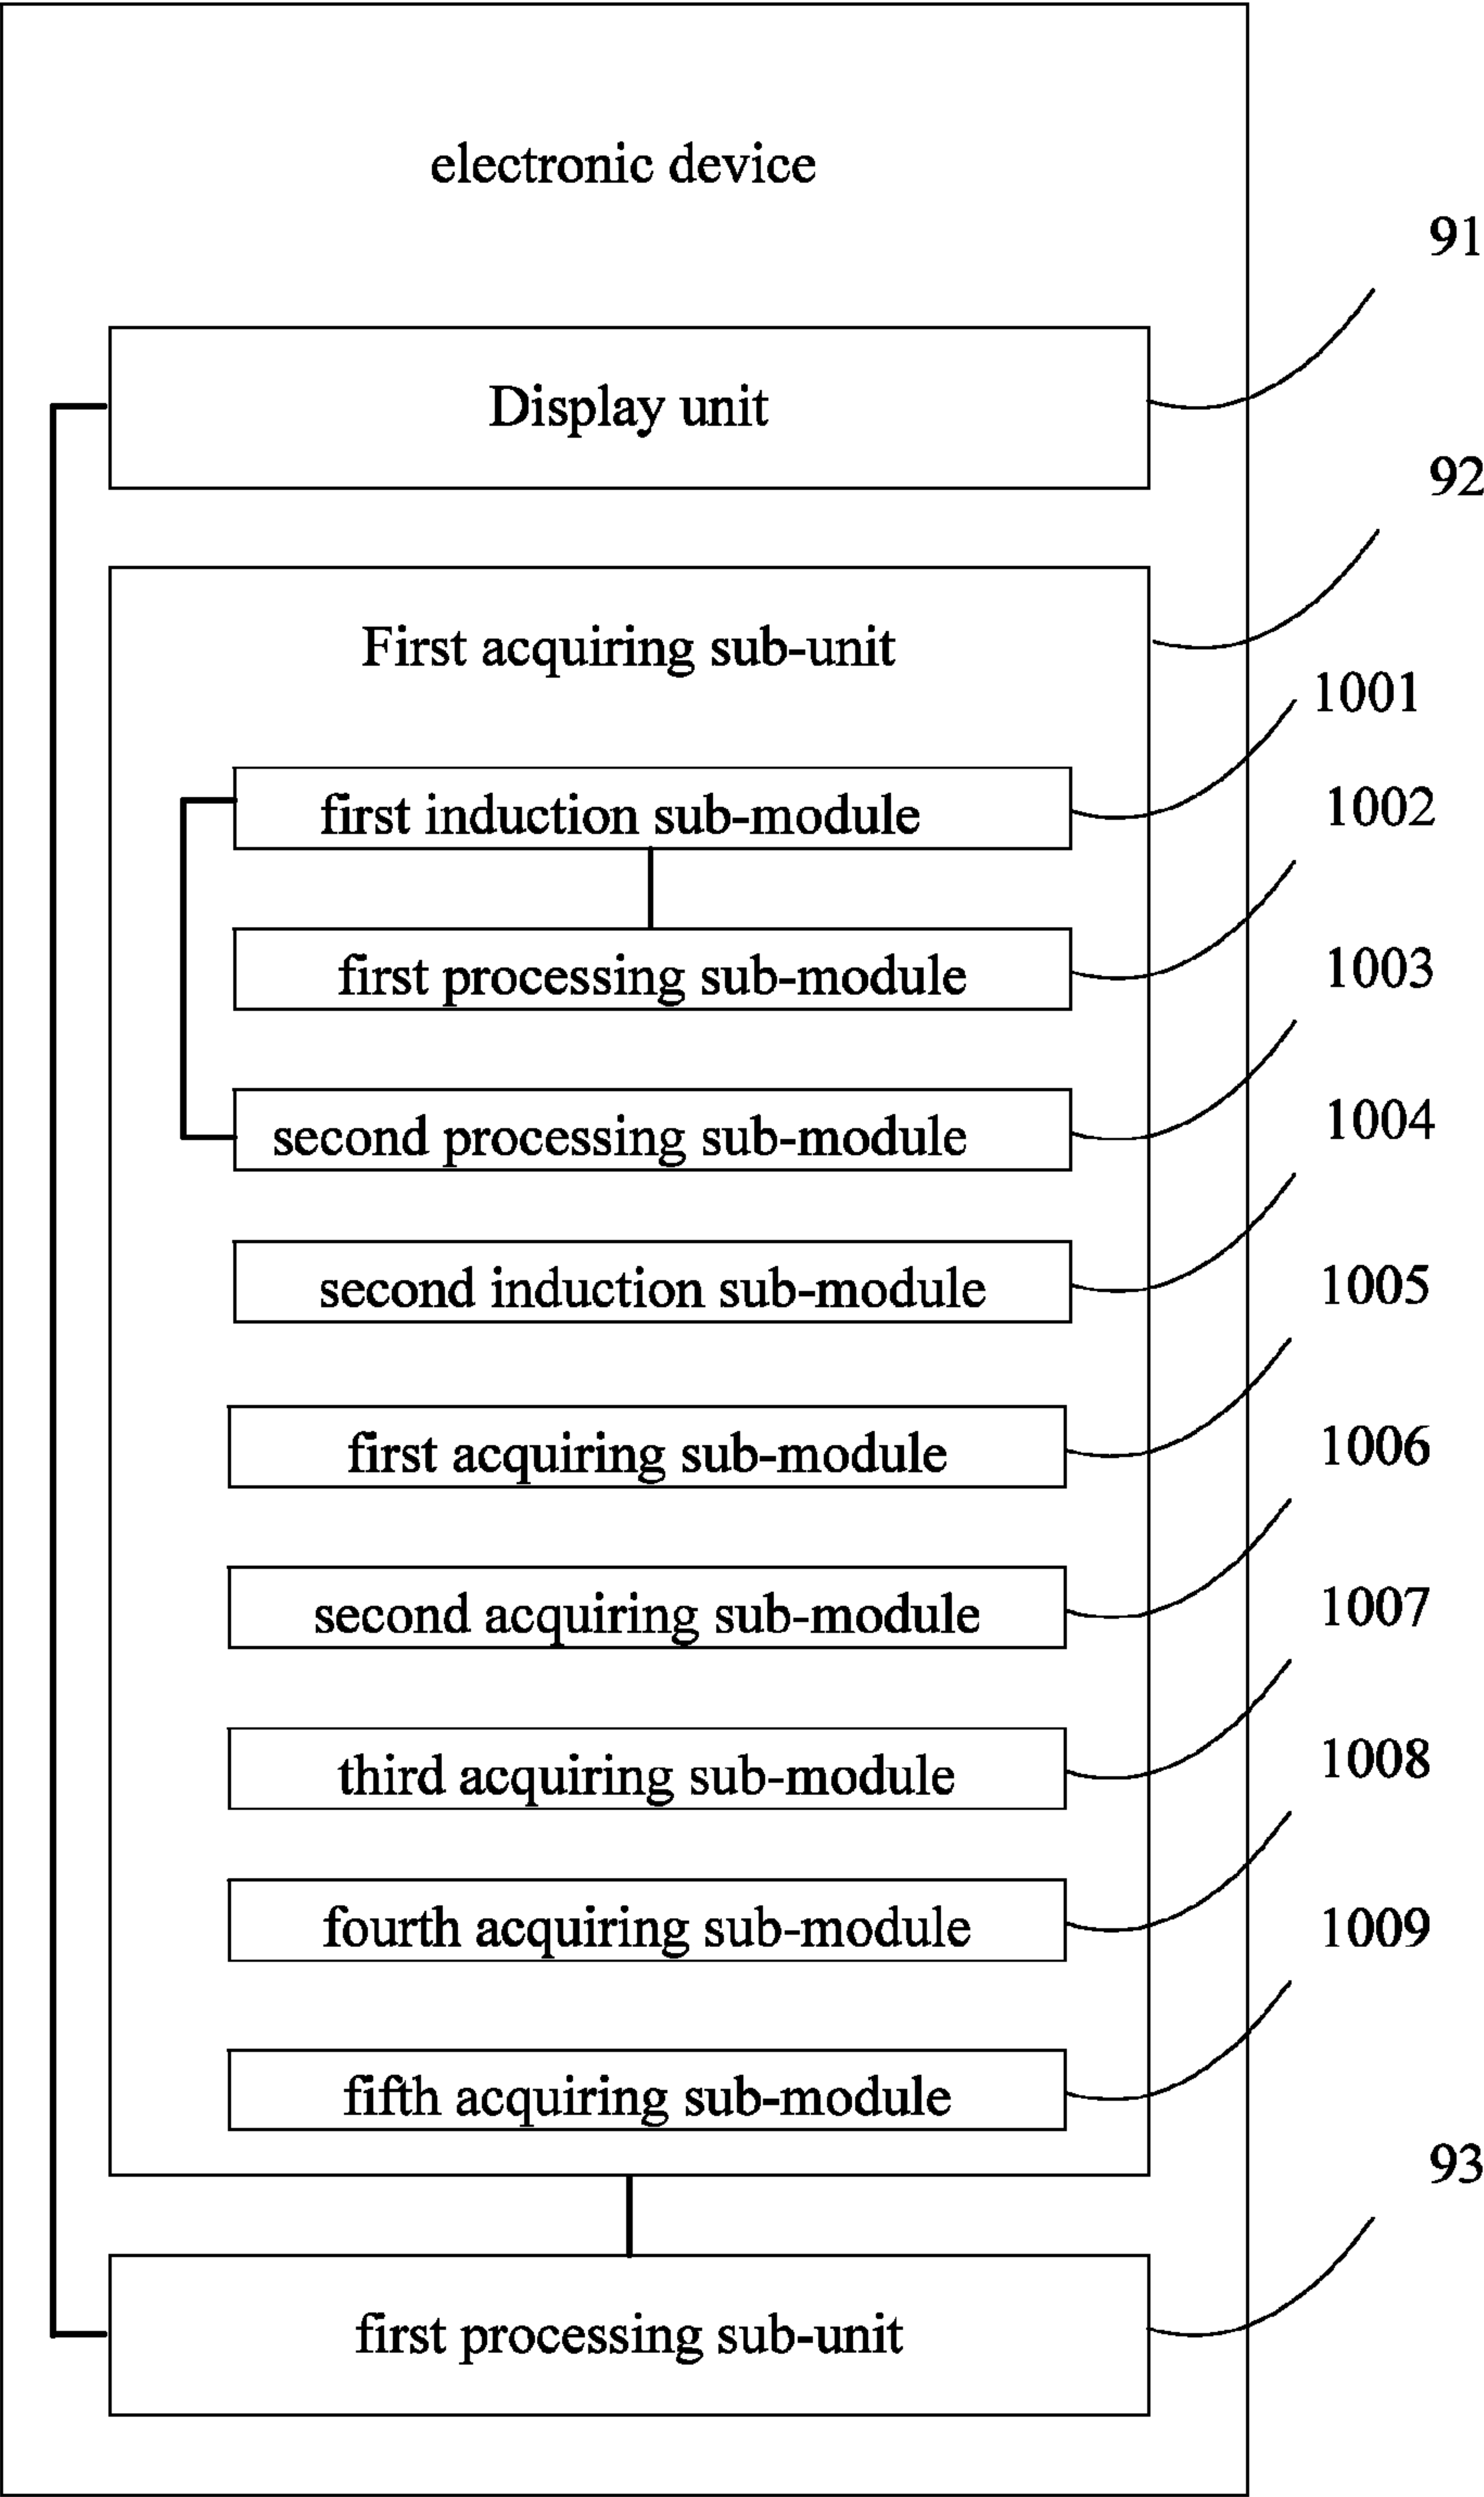 electronic device
91
Display unit
92
First acquiring sub-unit
1001
first induction sub-module
1002
first processing sub-module
1003
second processing sub-module
1004
second induction sub-module
1005
first acquiring sub-module
1006
second acquiring sub-module
1007
third acquiring sub-module
1008
fourth acquiring sub-module
1009
fifth acquiring sub-module
93
first processing sub-unit